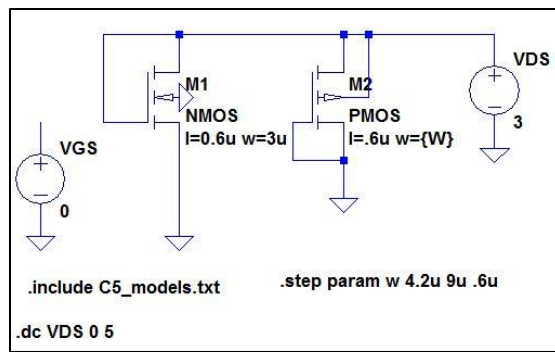 VDS
M1
M2
NMOS
PMOS
l=0.6u w=3u
l=.6u w={W}
3
VGS
0
.include C5_models.txt
.step param w 4.2u 9u .6u
.dc VDS 0 5